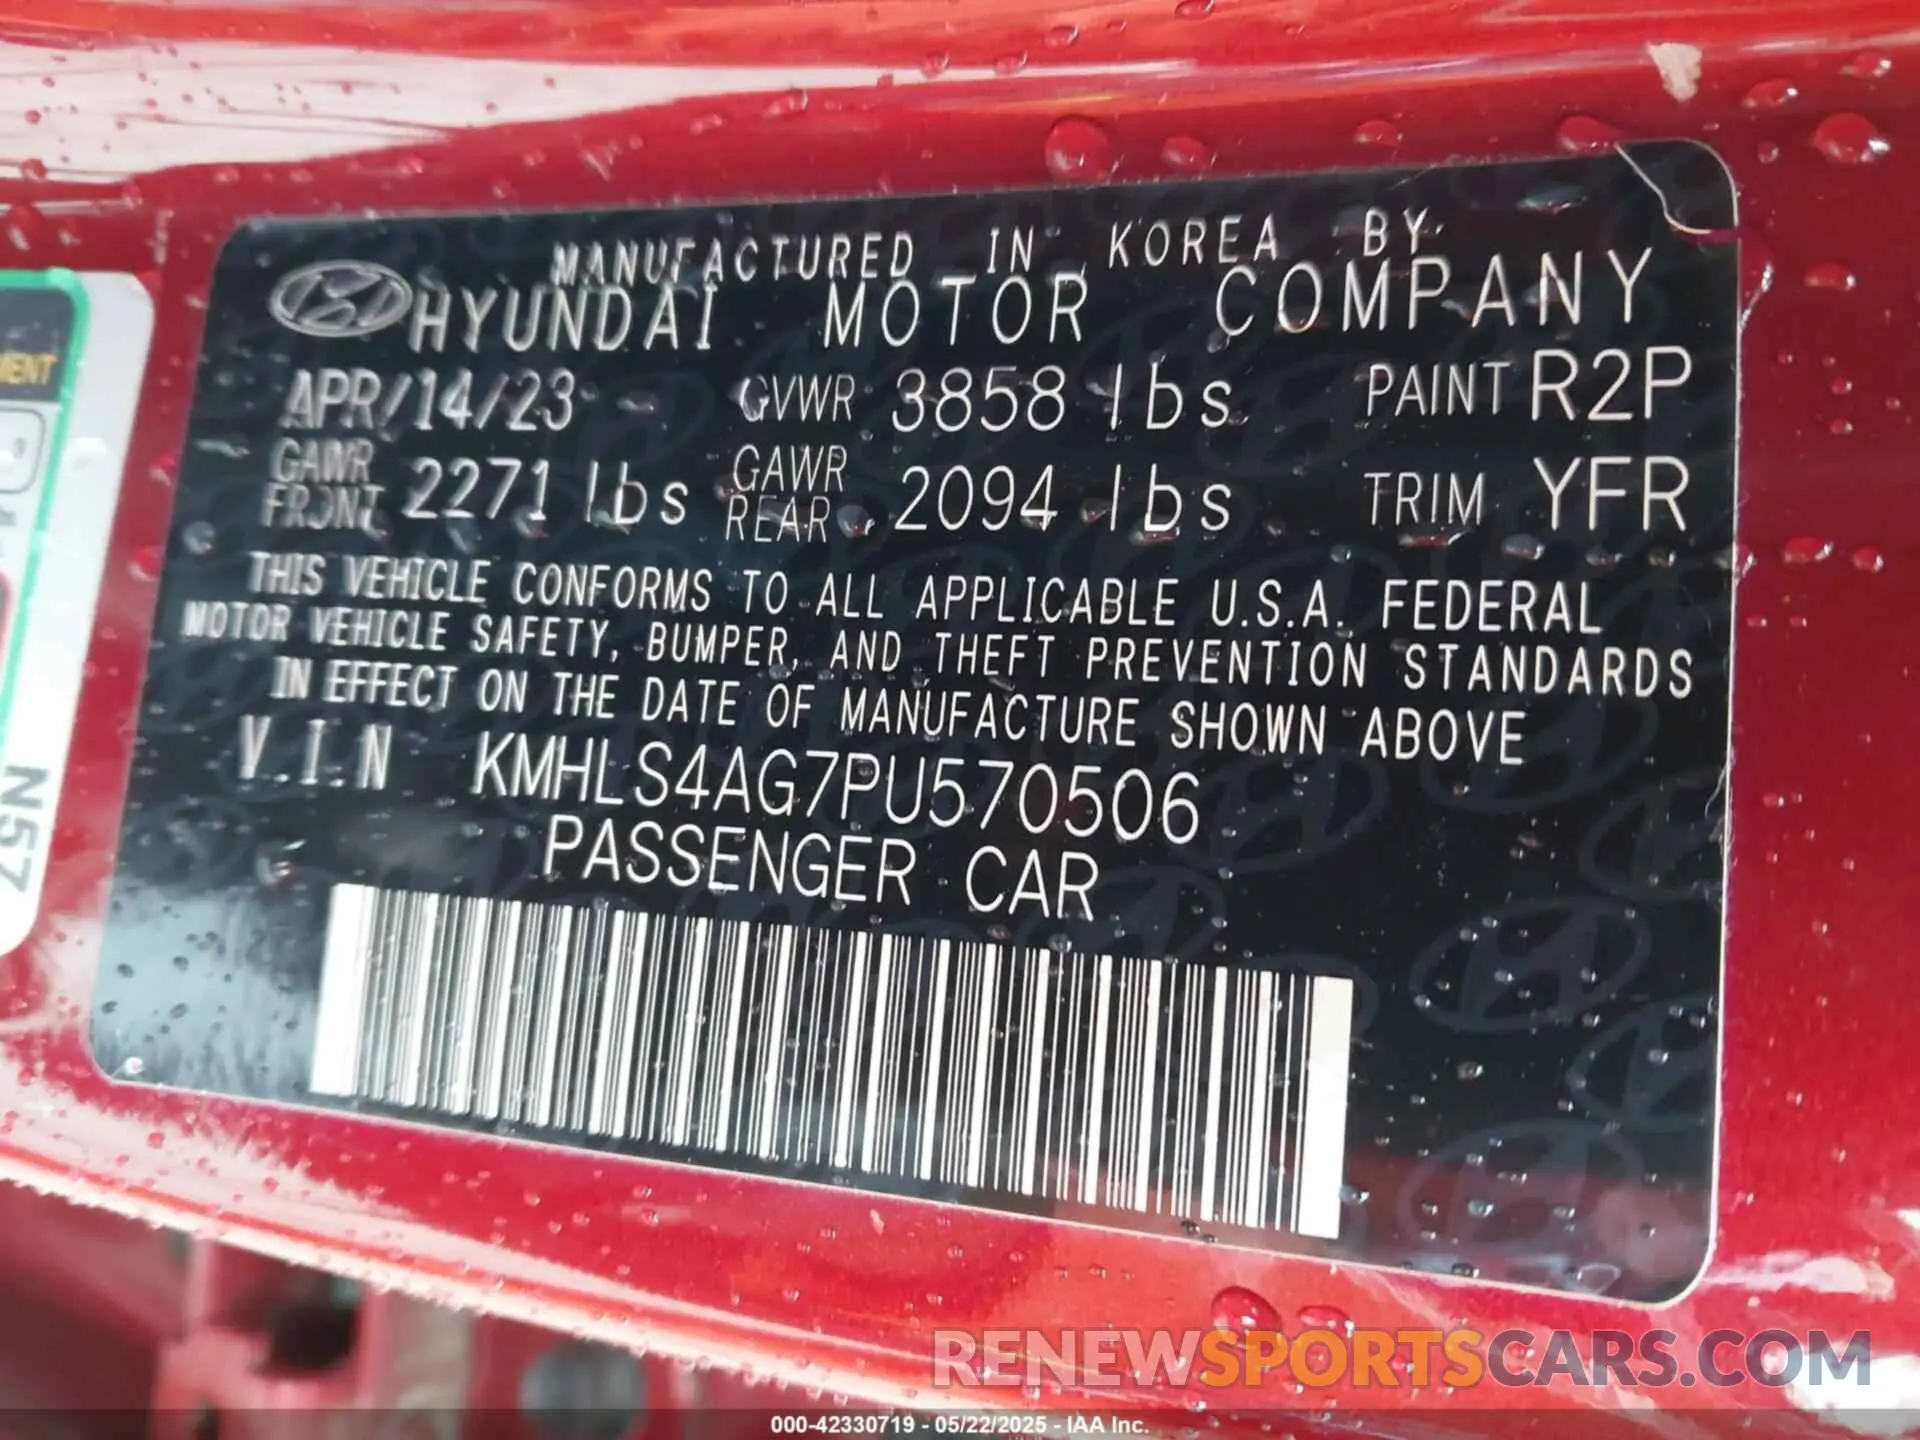 MANUFACTURED IN KOREA BY
HYUNDAI MOTOR COMPANY
APR/14/23 GVWR 3858 lbs PAINT R2P
GAWR FRONT 2271 lbs GAWR REAR 2094 lbs TRIM YFR
THIS VEHICLE CONFORMS TO ALL APPLICABLE U.S.A. FEDERAL
MOTOR VEHICLE SAFETY, BUMPER, AND THEFT PREVENTION STANDARDS
IN EFFECT ON THE DATE OF MANUFACTURE SHOWN ABOVE
V.I.N KMHLS4AG7PU570506
PASSENGER CAR
N57
RENEWSPORTSCARS.COM
000-42330719 - 05/22/2025 - IAA Inc.